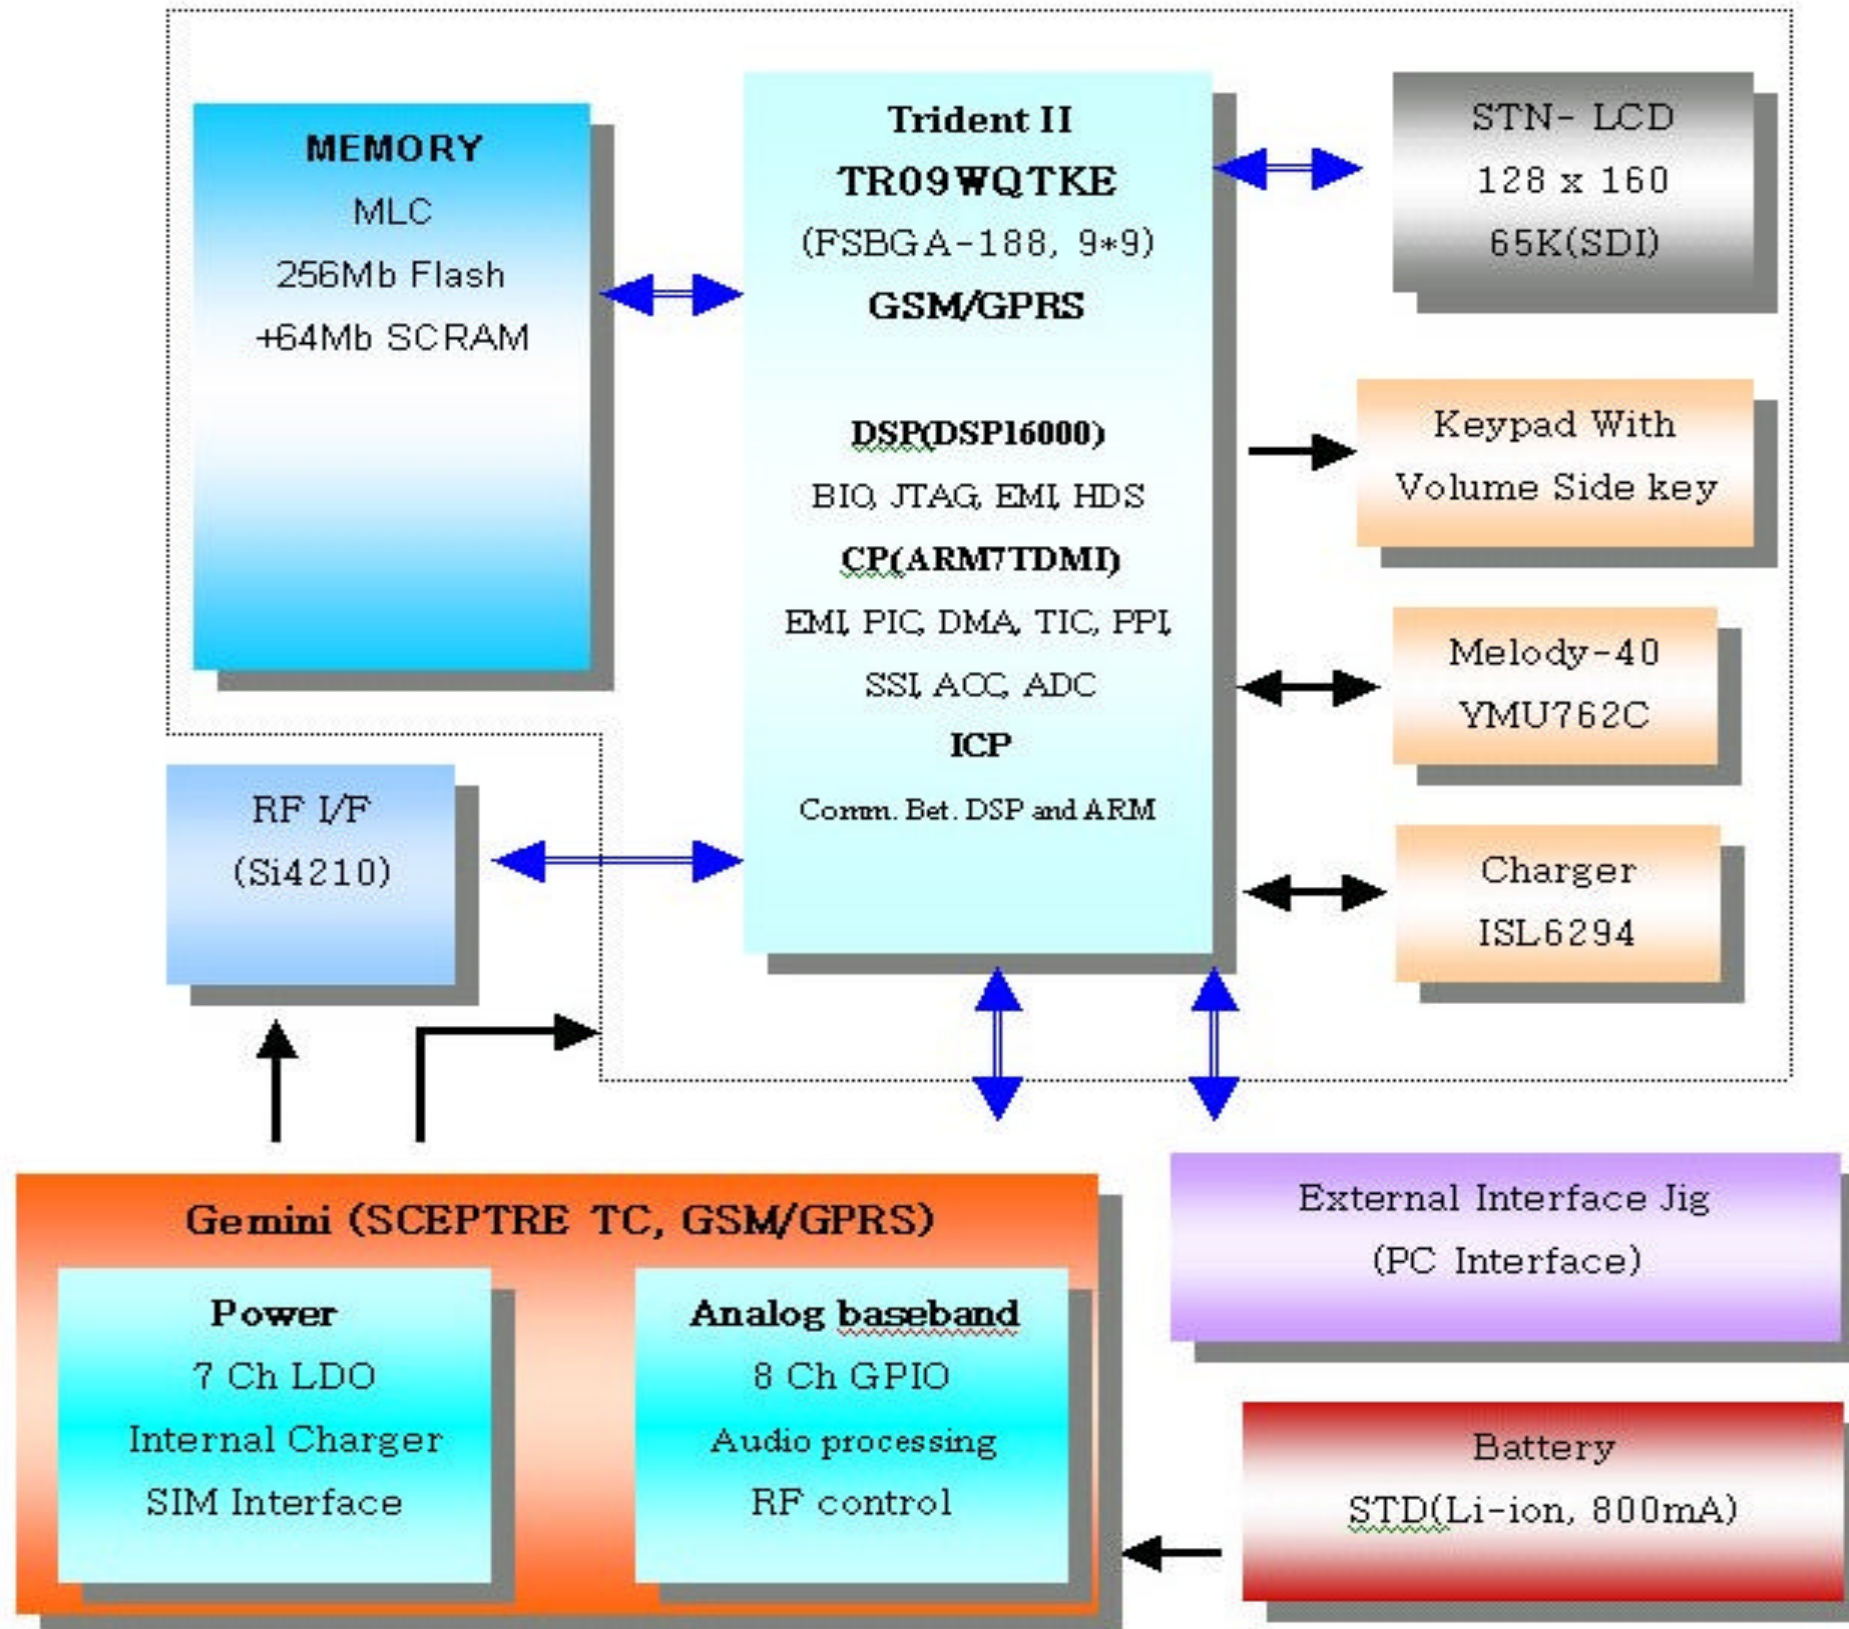 MEMORY
MLC
256Mb Flash
+64Mb SCRAM
Trident II
TR09WQTKE
(FSBGA-188, 9*9)
GSM/GPRS
DSP(DSP16000)
BIO, JTAG, EMI, HDS
CP(ARM7TDMI)
EMI, PIC, DMA, TIC, PPI,
SSI, ACC, ADC
ICP
Comm. Bet. DSP and ARM
STN- LCD
128 x 160
65K(SDI)
Keypad With
Volume Side key
Melody-40
YMU762C
Charger
ISL6294
RF I/F
(Si4210)
Gemini (SCEPTRE TC, GSM/GPRS)
Power
7 Ch LDO
Internal Charger
SIM Interface
Analog baseband
8 Ch GPIO
Audio processing
RF control
External Interface Jig
(PC Interface)
Battery
STD(Li-ion, 800mA)